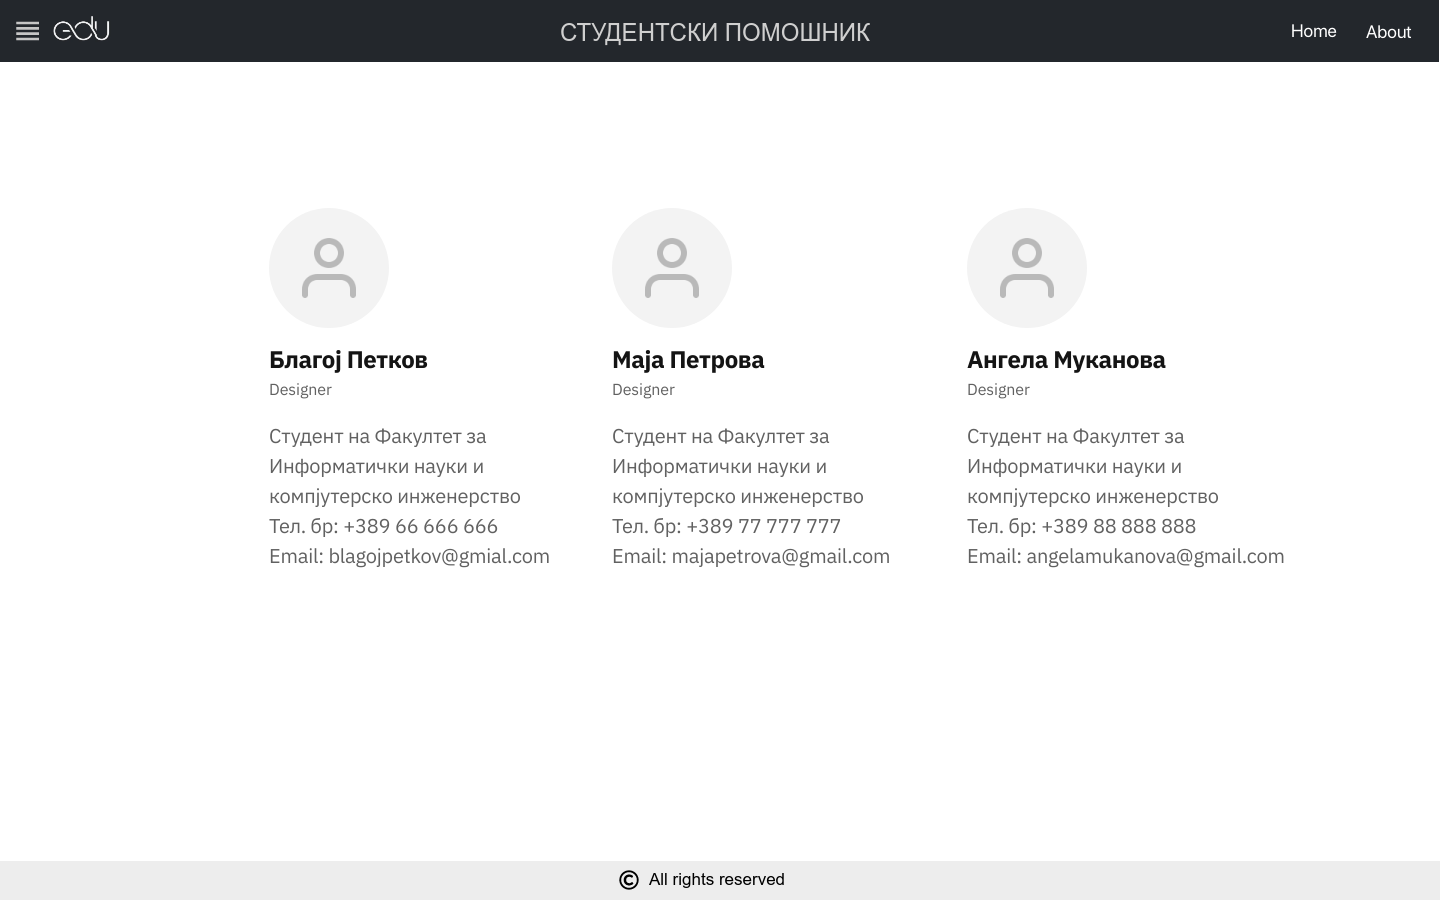 edu
СТУДЕНТСКИ ПОМОШНИК
Home
About
Благој Петков
Designer
Студент на Факултет за
Информатички науки и
компјутерско инженерство
Тел. бр: +389 66 666 666
Email: blagojpetkov@gmial.com
Маја Петрова
Designer
Студент на Факултет за
Информатички науки и
компјутерско инженерство
Тел. бр: +389 77 777 777
Email: majapetrova@gmail.com
Ангела Муканова
Designer
Студент на Факултет за
Информатички науки и
компјутерско инженерство
Тел. бр: +389 88 888 888
Email: angelamukanova@gmail.com
© All rights reserved